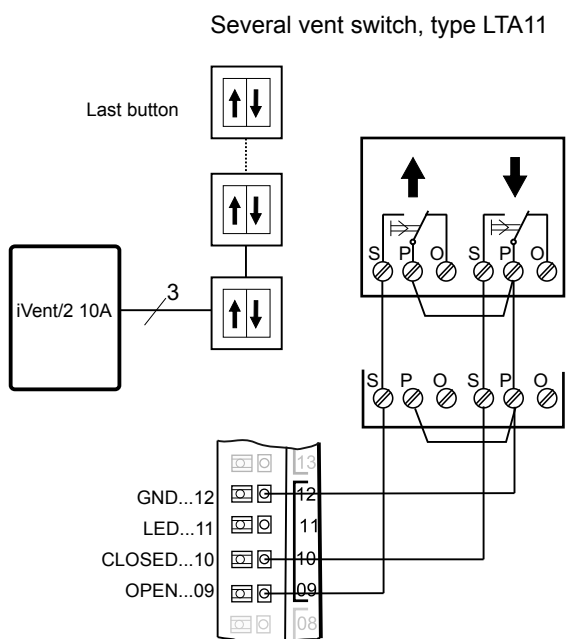 Several vent switch, type LTA11
Last button
iVent/2 10A
3
S P O S P O
S P O S P O
13
GND...12 12
LED...11 11
CLOSED...10 10
OPEN...09 09
08